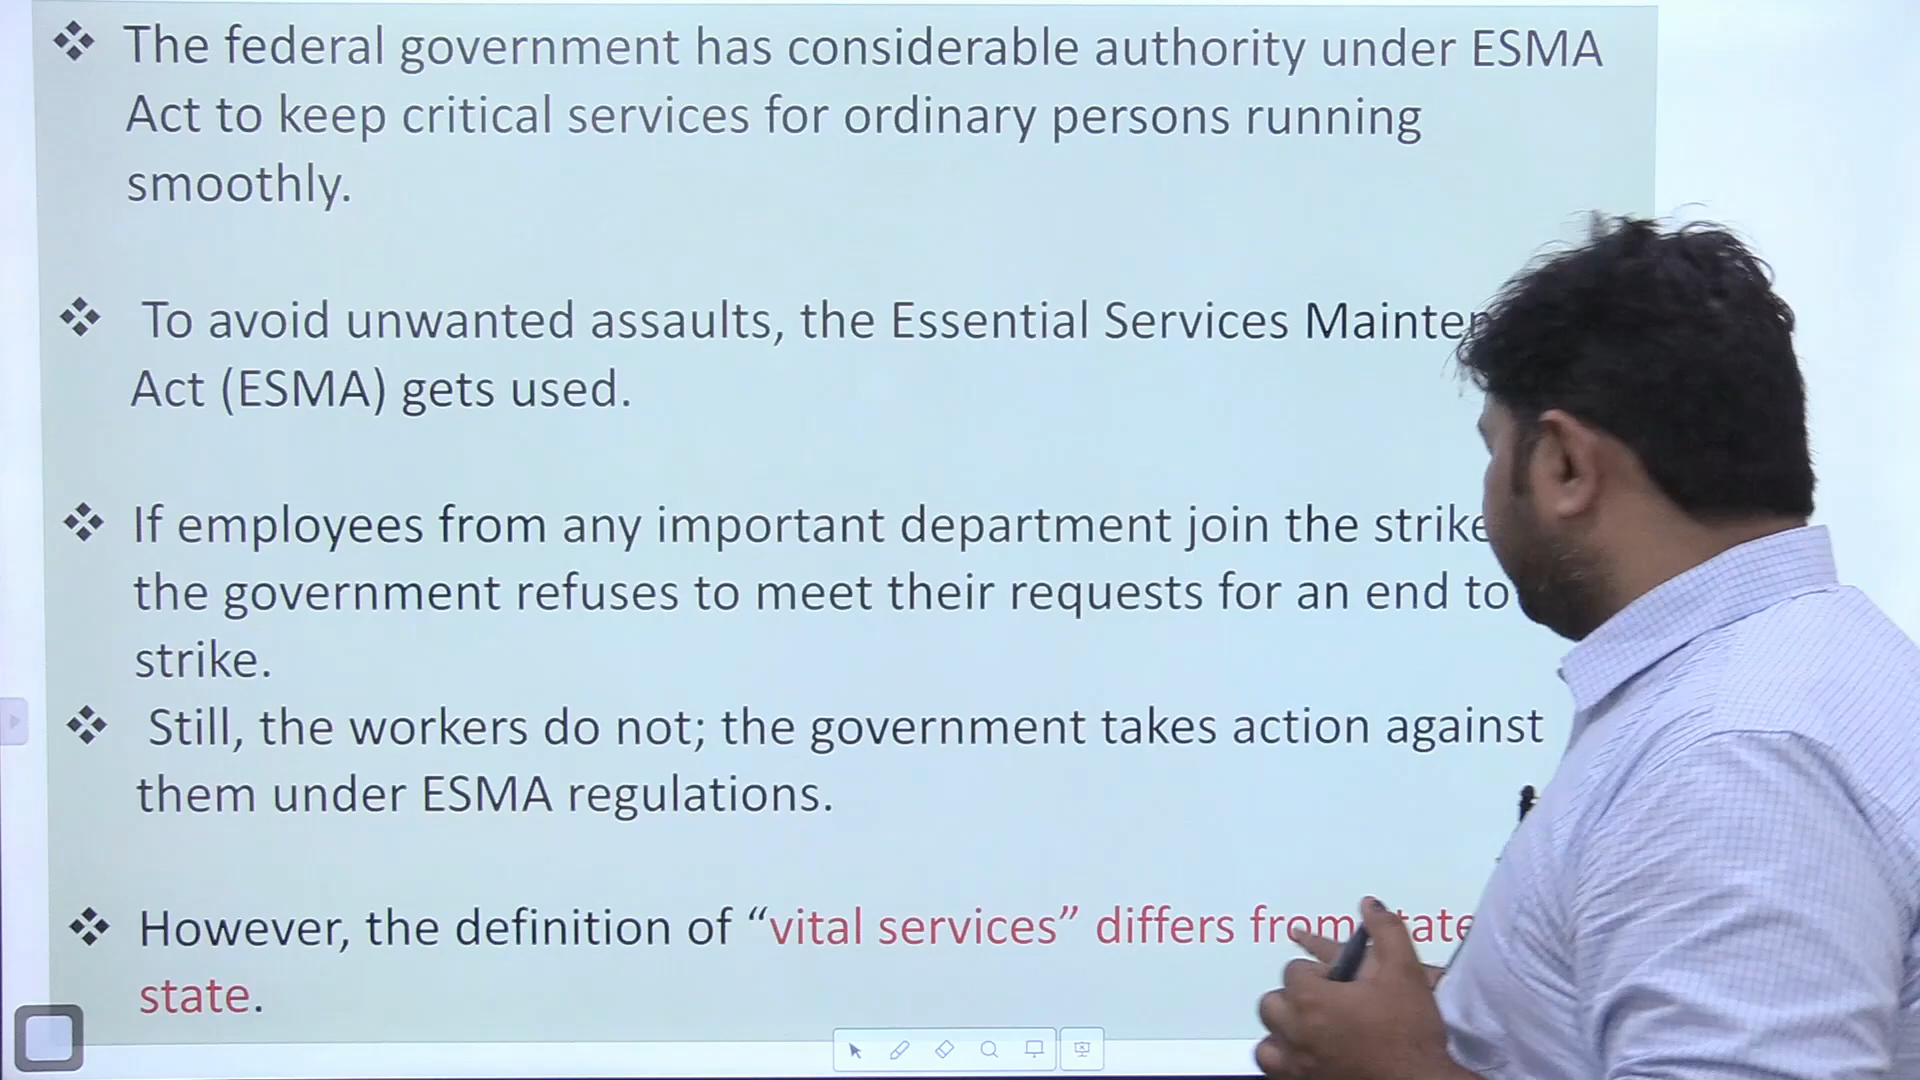 ❖ The federal government has considerable authority under ESMA
Act to keep critical services for ordinary persons running
smoothly.
❖ To avoid unwanted assaults, the Essential Services
Act (ESMA) gets used.
❖ If employees from any important department join the strike
the government refuses to meet their requests for an end to
strike.
❖ Still, the workers do not; the government takes action against
them under ESMA regulations.
❖ However, the definition of “vital services” differs from
state.